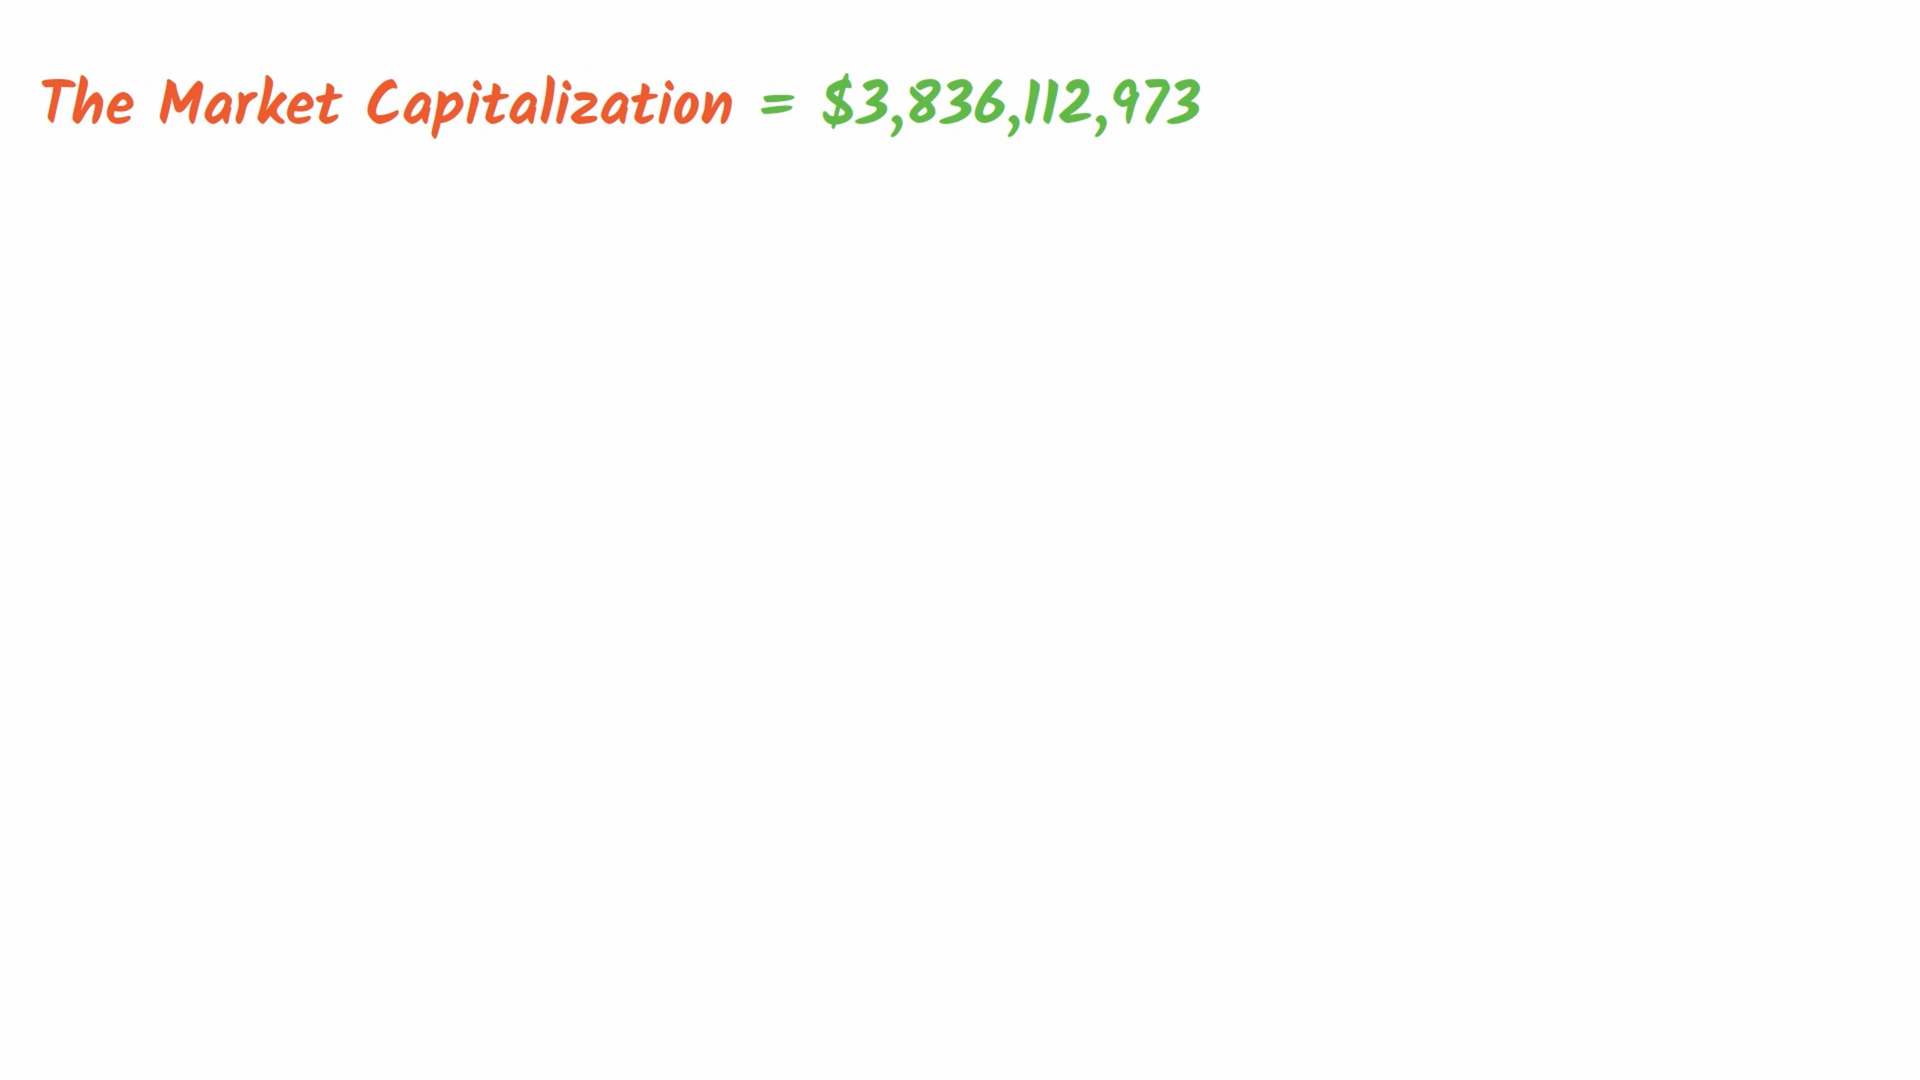 The Market Capitalization = $3,836,112,973